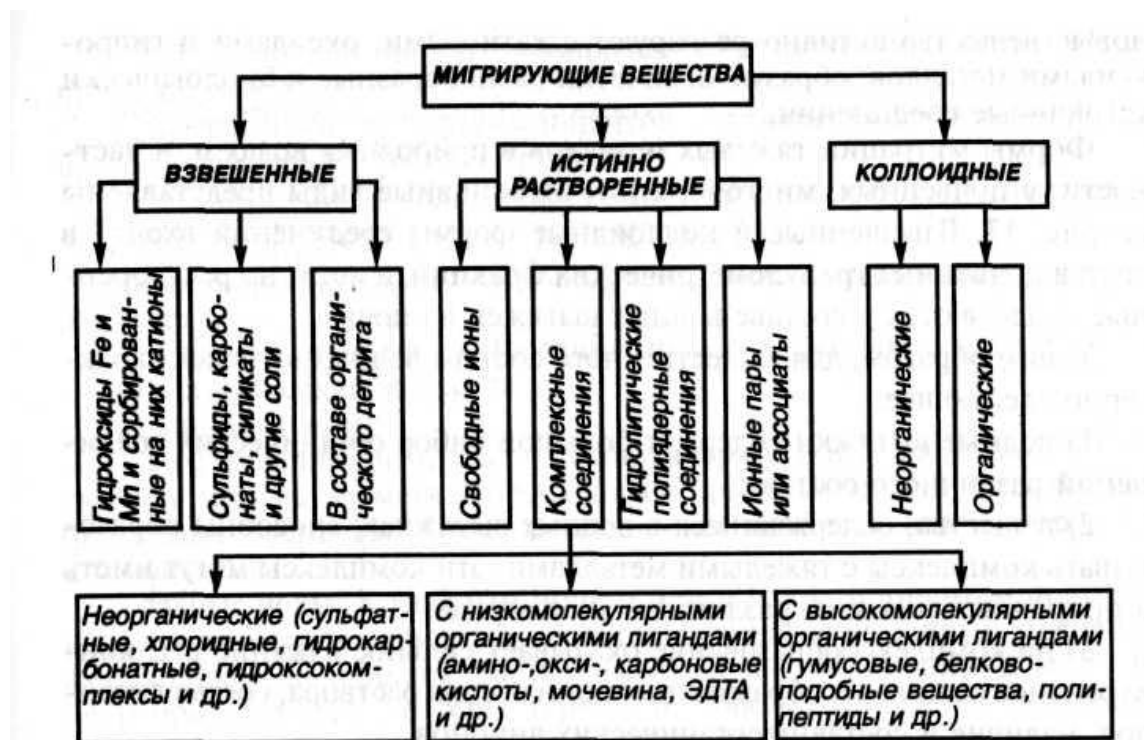 МИГРИРУЮЩИЕ ВЕЩЕСТВА
ВЗВЕШЕННЫЕ
ИСТИННО
РАСТВОРЕННЫЕ
КОЛЛОИДНЫЕ
Гидроксиды Fe и
Mn и сорбирован-
ные на них катионы
Сульфиды, карбо-
наты, силикаты
и другие соли
В составе органи-
ческого детрита
Свободные ионы
Комплексные
соединения
Гидролитические
полиядерные
соединения
Ионне пары
или ассоциаты
Неорганические
Органические
Неорганические (сульфат-
ные, хлоридные, гидрокар
бонатные, гидроксоком-
плексы и др.)
С низкомолекулярными
органическими лигандами
(амино-,окси-, карбоновые
кислоты, мочевина, ЭДТА
и др.)
С высокомолекулярными
органическими лигандами
(гумусовые, белково-
подобные вещества, поли-
пептиды и др.)